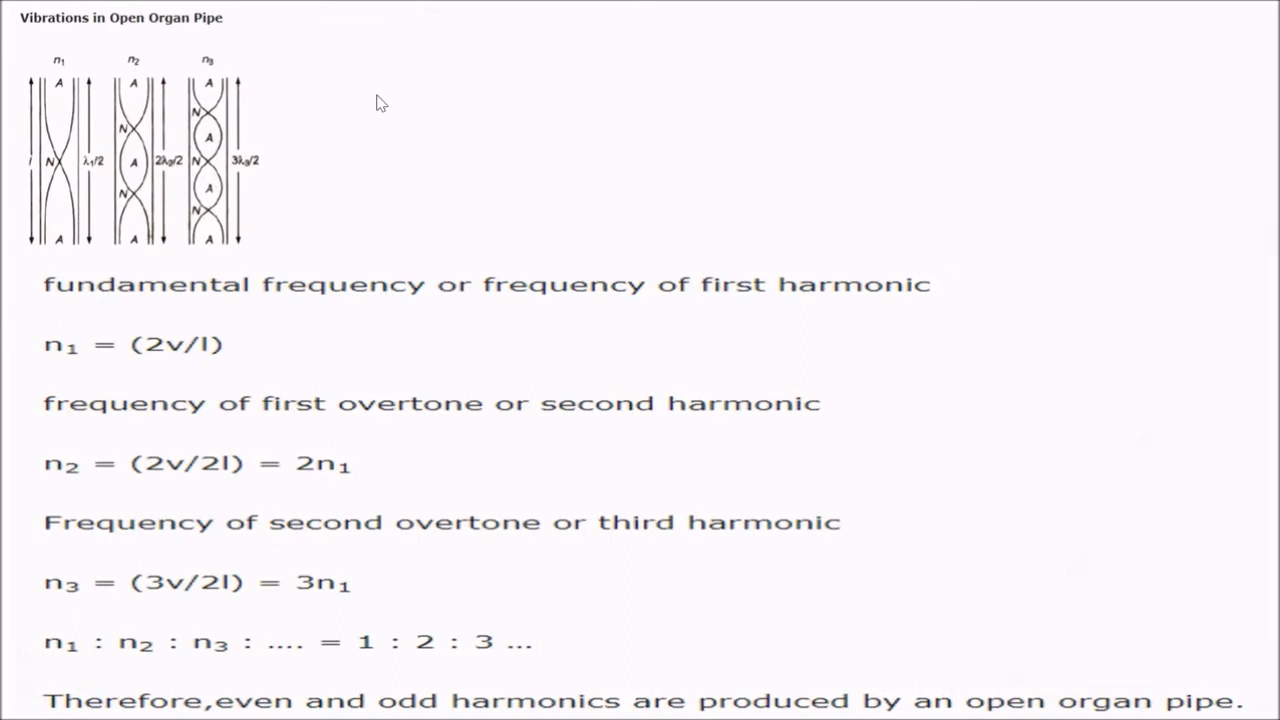 Vibrations in Open Organ Pipe
n₁ n₂ n₃
A A A
N N
N A
l N λ₁/2 A 2λ₂/2 N 3λ₃/2
N A
N
A A A
fundamental frequency or frequency of first harmonic
n₁ = (2v/l)
frequency of first overtone or second harmonic
n₂ = (2v/2l) = 2n₁
Frequency of second overtone or third harmonic
n₃ = (3v/2l) = 3n₁
n₁ : n₂ : n₃ : .... = 1 : 2 : 3 ...
Therefore,even and odd harmonics are produced by an open organ pipe.